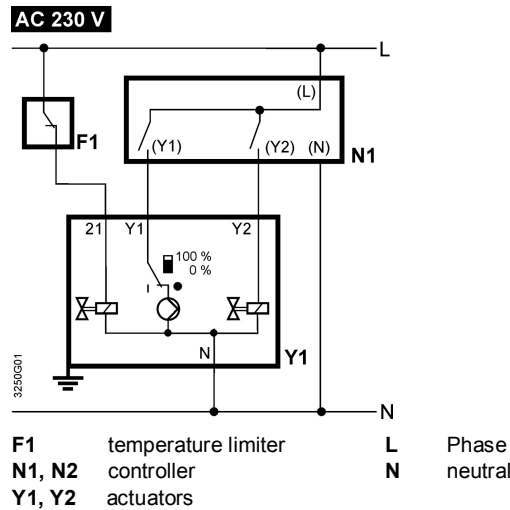 AC 230 V
L
(L)
F1
(Y1)
(Y2) (N)
N1
21 Y1 Y2
100 %
0 %
N
Y1
3250G01
N
F1 temperature limiter L Phase
N1, N2 controller N neutral
Y1, Y2 actuators